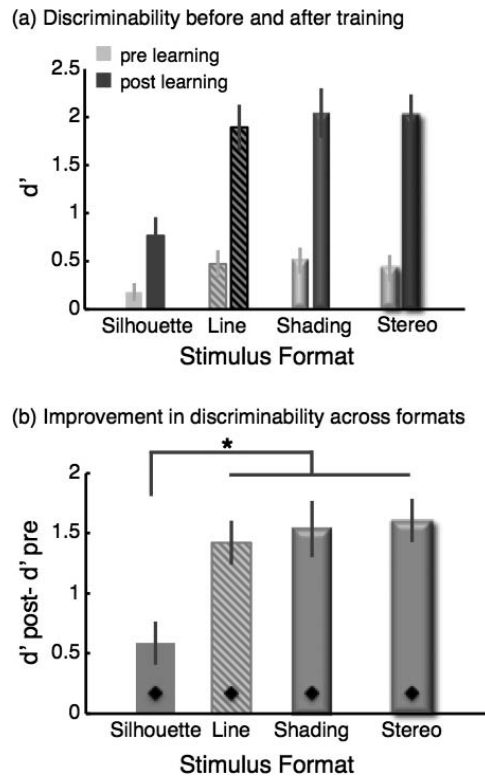 (a) Discriminability before and after training
pre learning
post learning
2.5
2
1.5
1
0.5
0
d'
Silhouette Line Shading Stereo
Stimulus Format
(b) Improvement in discriminability across formats
*
2
1.5
1
0.5
0
d' post- d' pre
Silhouette Line Shading Stereo
Stimulus Format